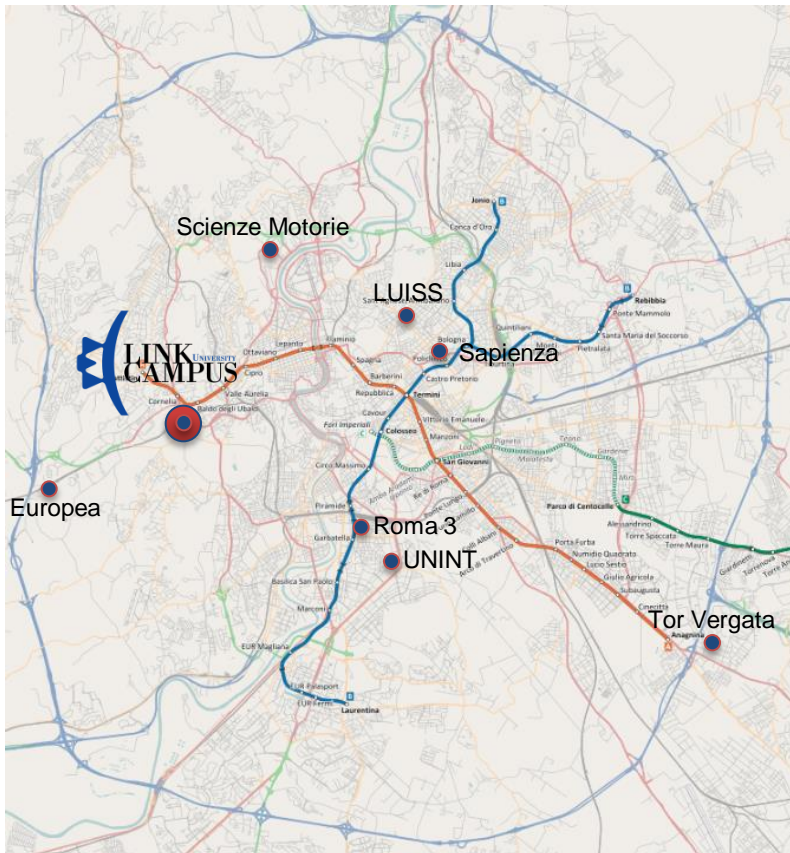 Jonio
B
Conca d'Oro
Scienze Motorie
Libia
B
Rebibbia
LUISS
Ponte Mammolo
Quintiliani
Santa Maria del Soccorso
Flaminio
Bologna
Monti
Pietralata
LINK
UNIVERSITY
CAMPUS
Lepanto
Ottaviano
Spagna
Policlinico
Sapienza
Cipro
Barberini
Castro Pretorio
Valle Aurelia
Repubblica
Termini
Cornelia
Baldo degli Ubaldi
Cavour
Vittorio Emanuele
Fori Imperiali
C
Colosseo
Manzoni
Lodi
Pigneto
Malatesta
Teano
Gardenie
Mirti
Circo Massimo
San Giovanni
Re di Roma
Ponte Lungo
Europea
Piramide
Roma 3
C
Parco di Centocelle
Alessandrino
Torre Spaccata
Torre Maura
Giardinetti
Torrenova
Garbatella
UNINT
Arco di Travertino
Porta Furba
Numidio Quadrato
Lucio Sestio
Giulio Agricola
Subaugusta
Cinecittà
Basilica San Paolo
Marconi
Tor Vergata
Anagnina
A
EUR Magliana
EUR Palasport
EUR Fermi
B
Laurentina